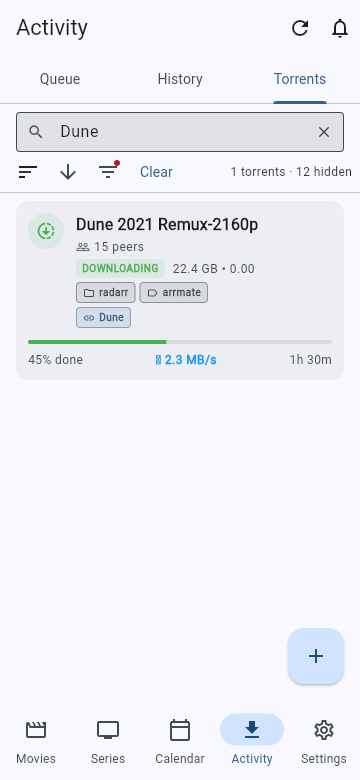 Activity
Queue History Torrents
Dune
Clear 1 torrents · 12 hidden
Dune 2021 Remux-2160p
15 peers
DOWNLOADING 22.4 GB • 0.00
radarr arrmate
Dune
45% done 2.3 MB/s 1h 30m
Movies Series Calendar Activity Settings